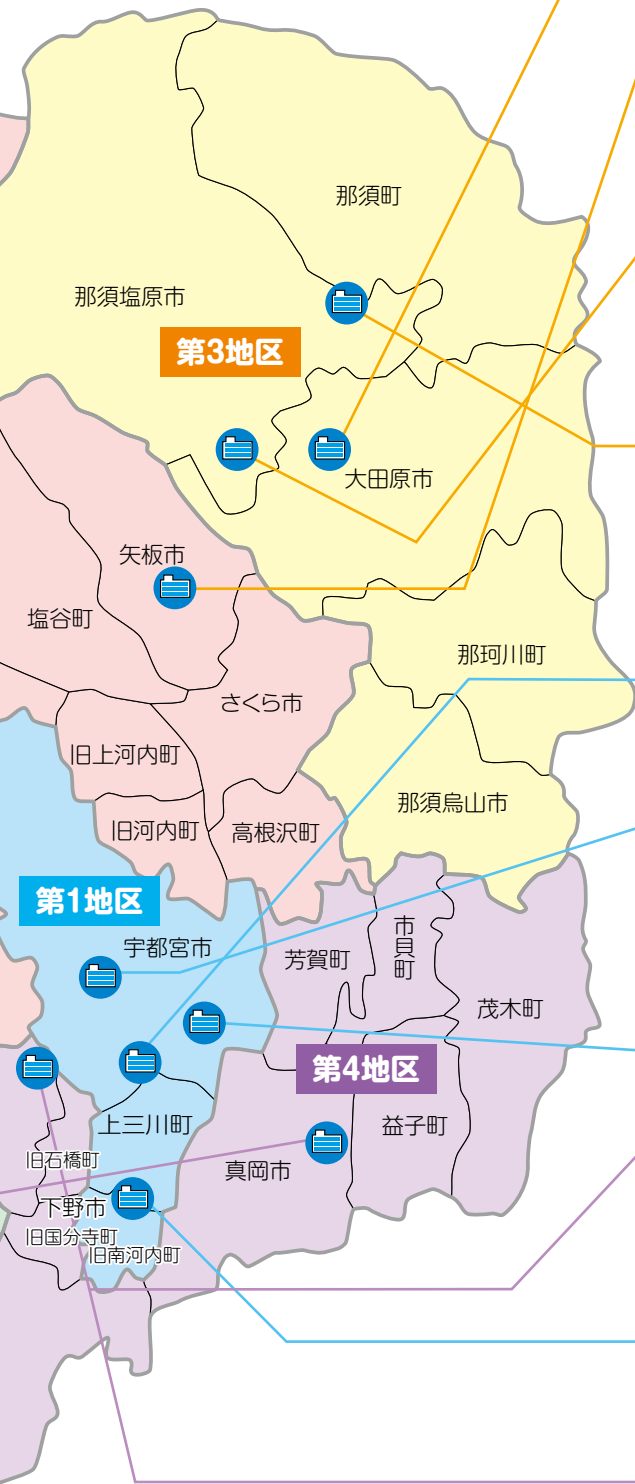 那須町
那須塩原市
第3地区
大田原市
矢板市
塩谷町
那珂川町
さくら市
旧上河内町
那須烏山市
旧河内町
高根沢町
第1地区
宇都宮市
芳賀町
市貝町
茂木町
第4地区
上三川町
益子町
旧石橋町
真岡市
下野市
旧国分寺町
旧南河内町